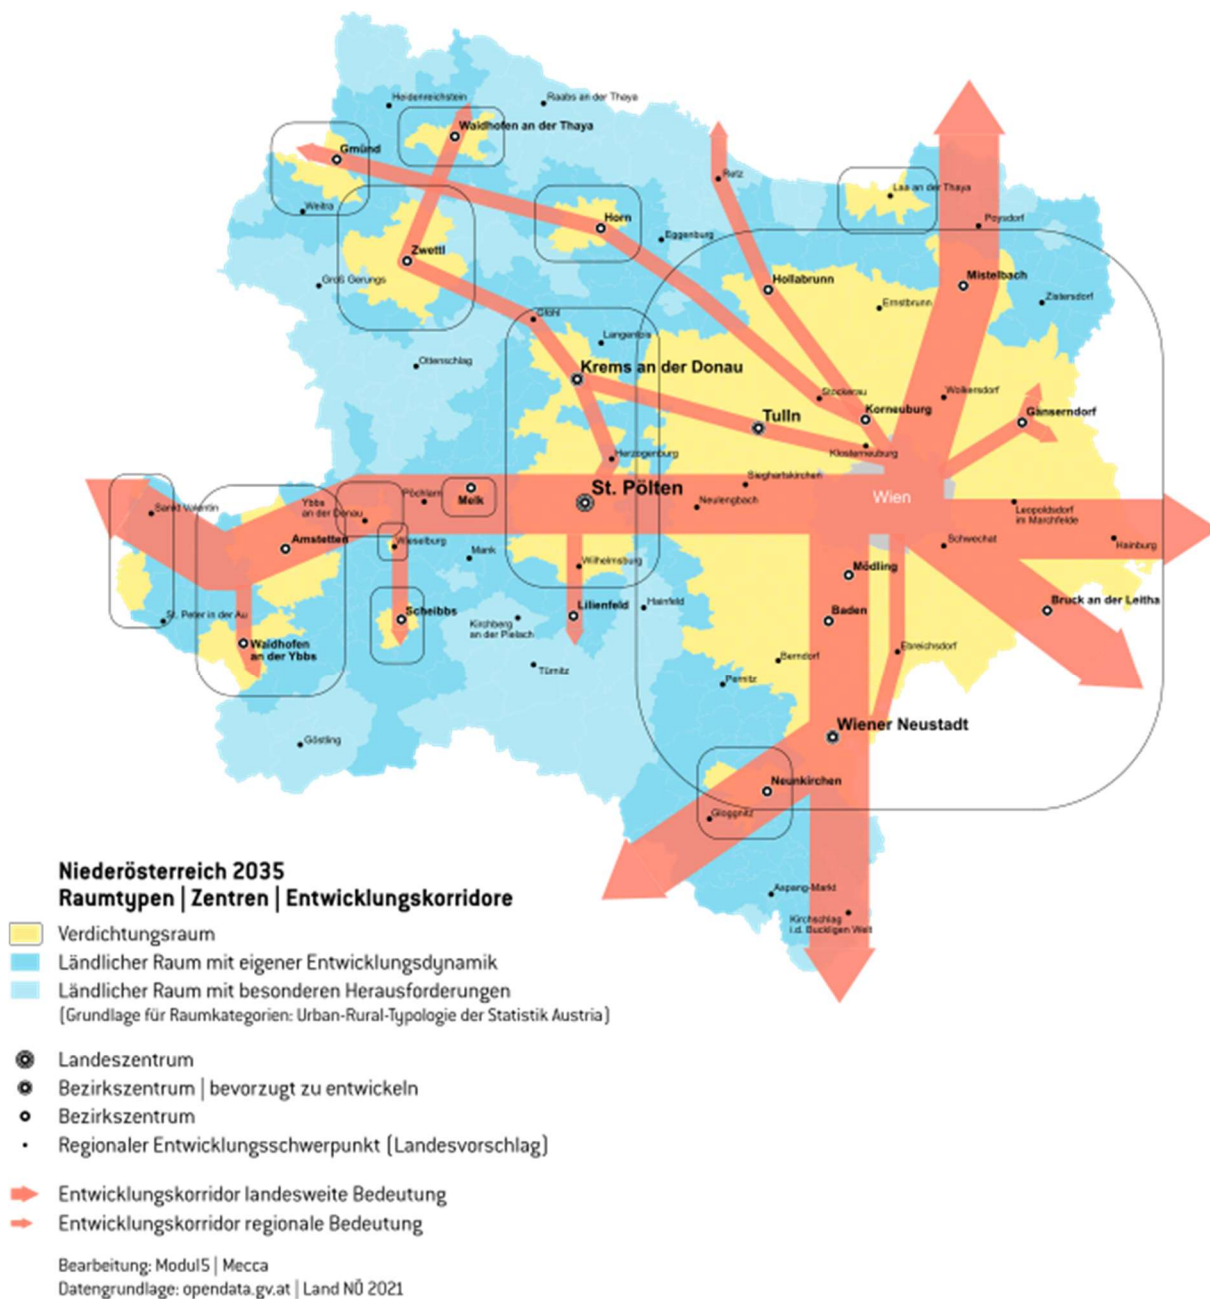 Heidenreichstein
Raabs an der Thaya
Waidhofen an der Thaya
Gmünd
Retz
Laa an der Thaya
Weitra
Horn
Poysdorf
Eggenburg
Zwettl
Groß Gerungs
Hollabrunn
Mistelbach
Ernstbrunn
Zistersdorf
Gföhl
Langenlois
Ottenschlag
Krems an der Donau
Stockerau
Wolkersdorf
Tulln
Korneuburg
Gänserndorf
Klosterneuburg
Herzogenburg
Sieghartskirchen
St. Pölten
Wien
Melk
Pöchlarn
Neulengbach
Sankt Valentin
Ybbs
an der Donau
Leopoldsdorf
im Marchfelde
Amstetten
Wieselburg
Mank
Schwechat
Hainburg
Wilhelmsburg
Mödling
St. Peter in der Au
Scheibbs
Lilienfeld
Hainfeld
Baden
Bruck an der Leitha
Kirchberg
an der Pielach
Waidhofen
an der Ybbs
Ebreichsdorf
Türnitz
Berndorf
Pernitz
Göstling
Wiener Neustadt
Neunkirchen
Gloggnitz
Aspang-Markt
Kirchschlag
i.d. Buckligen Welt
Niederösterreich 2035
Raumtypen | Zentren | Entwicklungskorridore
Verdichtungsraum
Ländlicher Raum mit eigener Entwicklungsdynamik
Ländlicher Raum mit besonderen Herausforderungen
(Grundlage für Raumkategorien: Urban-Rural-Typologie der Statistik Austria)
Landeszentrum
Bezirkszentrum | bevorzugt zu entwickeln
Bezirkszentrum
Regionaler Entwicklungsschwerpunkt (Landesvorschlag)
Entwicklungskorridor landesweite Bedeutung
Entwicklungskorridor regionale Bedeutung
Bearbeitung: Modul5 | Mecca
Datengrundlage: opendata.gv.at | Land NÖ 2021